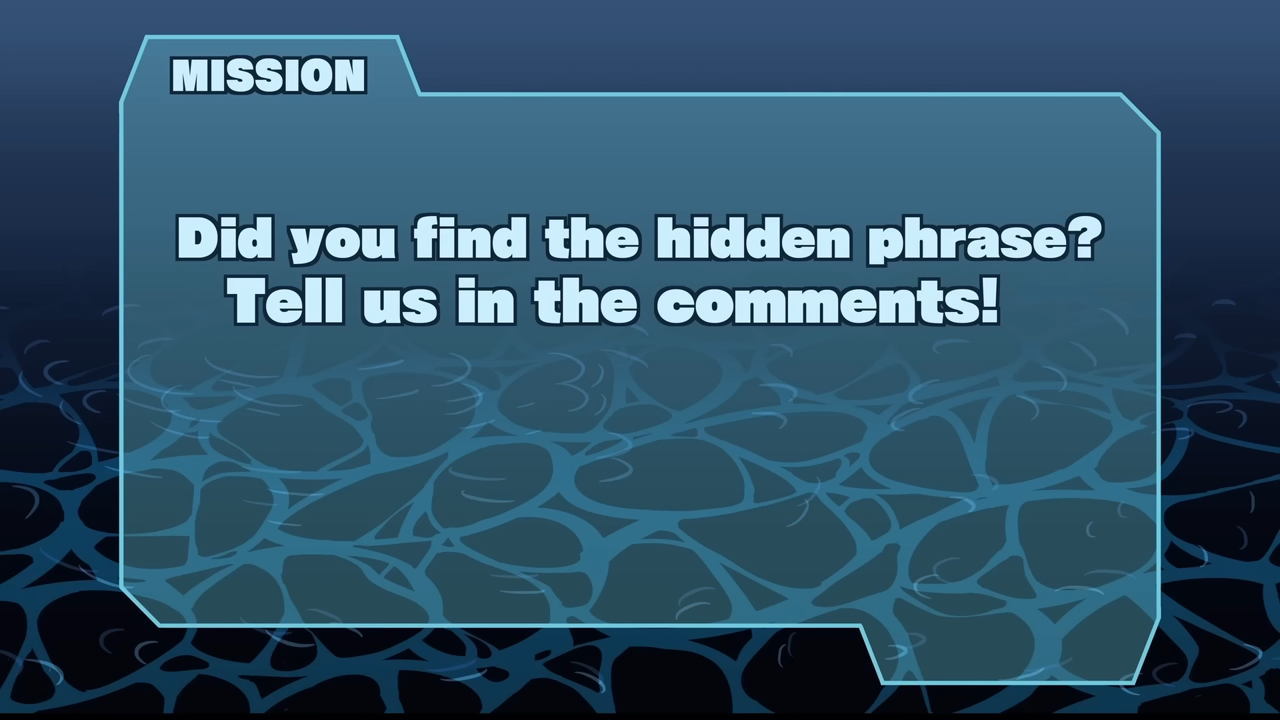 MISSION
Did you find the hidden phrase?
Tell us in the comments!